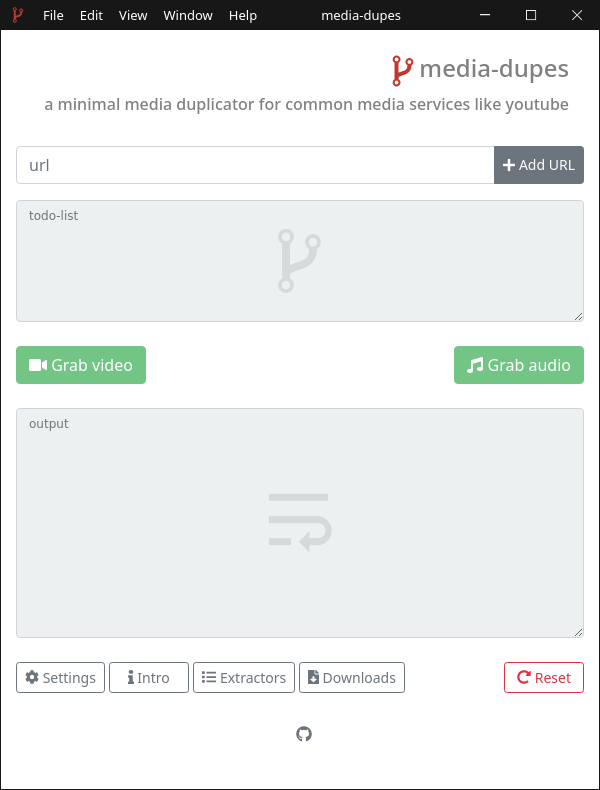 File Edit View Window Help media-dupes
media-dupes
a minimal media duplicator for common media services like youtube
url Add URL
todo-list
Grab video Grab audio
output
Settings Intro Extractors Downloads Reset